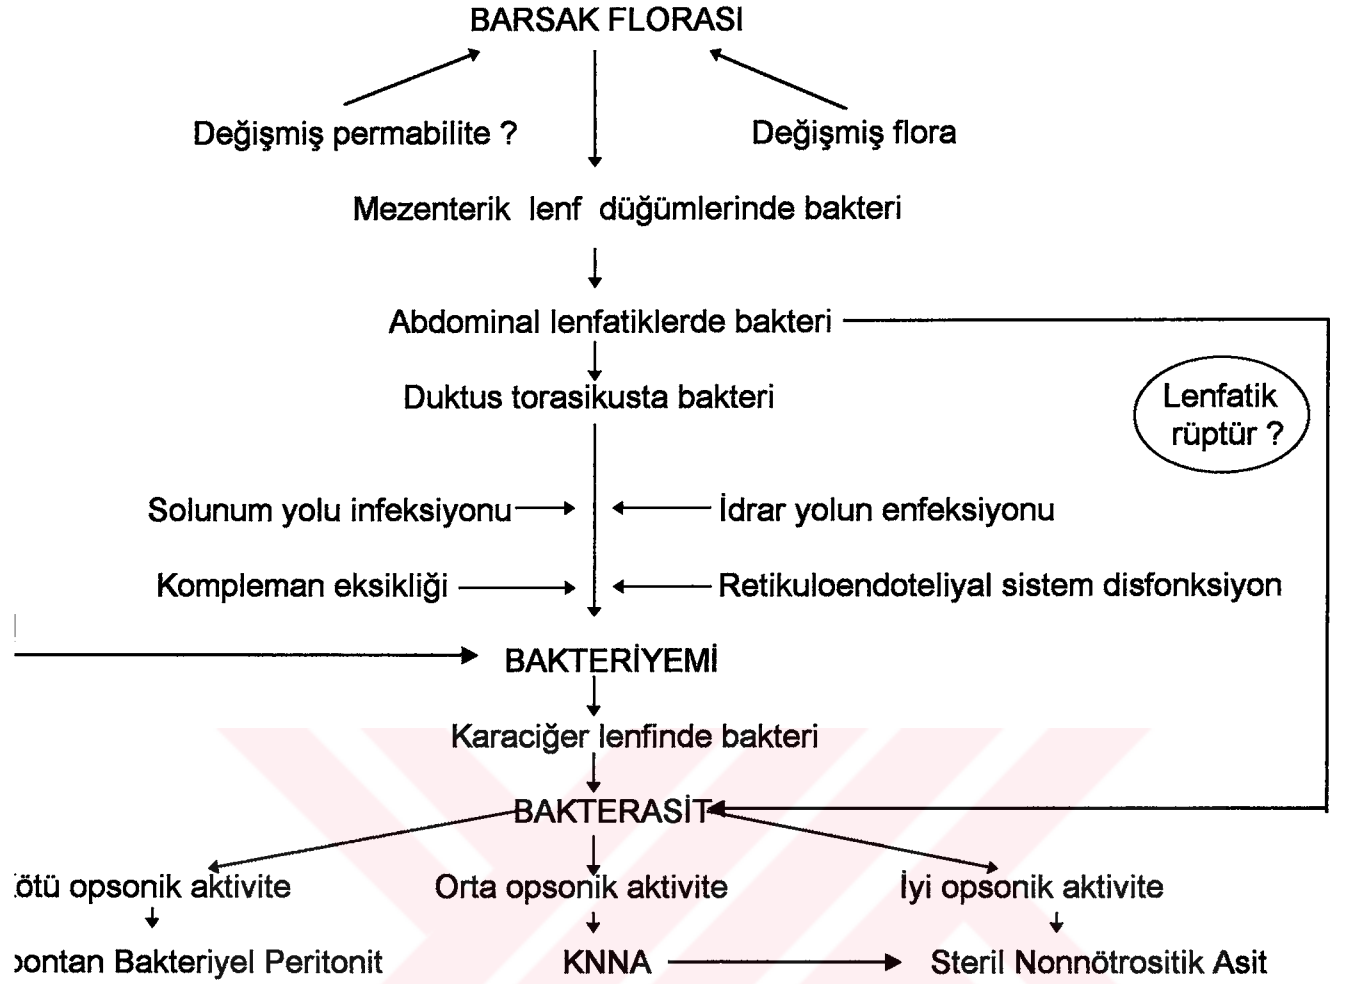 BARSAK FLORASI
Değişmiş permabilite ?
Değişmiş flora
Mezenterik lenf düğümlerinde bakteri
Abdominal lenfatiklerde bakteri
Duktus torasikusta bakteri
Lenfatik
rüptür ?
Solunum yolu infeksiyonu
İdrar yolun enfeksiyonu
Kompleman eksikliği
Retikuloendoteliyal sistem disfonksiyon
BAKTERİYEMİ
Karaciğer lenfinde bakteri
BAKTERASİT
ötü opsonik aktivite
Orta opsonik aktivite
İyi opsonik aktivite
ontan Bakteriyel Peritonit
KNNA
Steril Nonnötrositik Asit